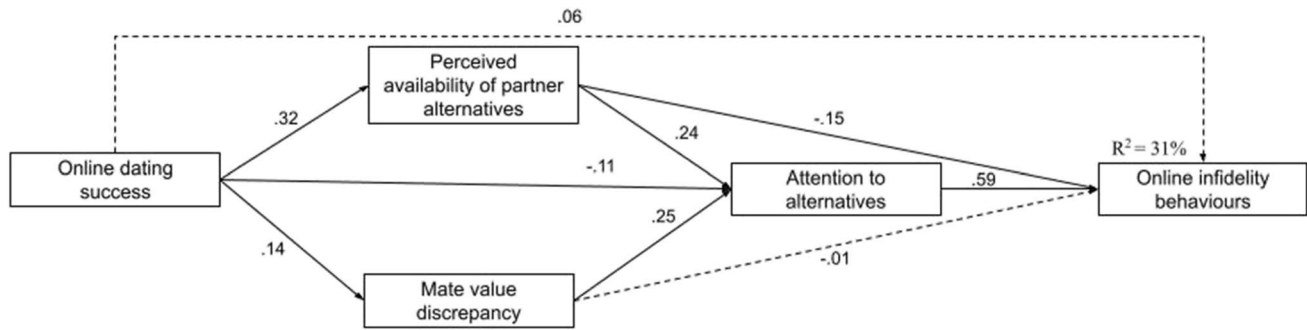 .06
Perceived
availability of partner
alternatives
.32
.24
-.15
Online dating
success
-.11
Attention to
alternatives
.59
R² = 31%
Online infidelity
behaviours
.14
.25
-.01
Mate value
discrepancy